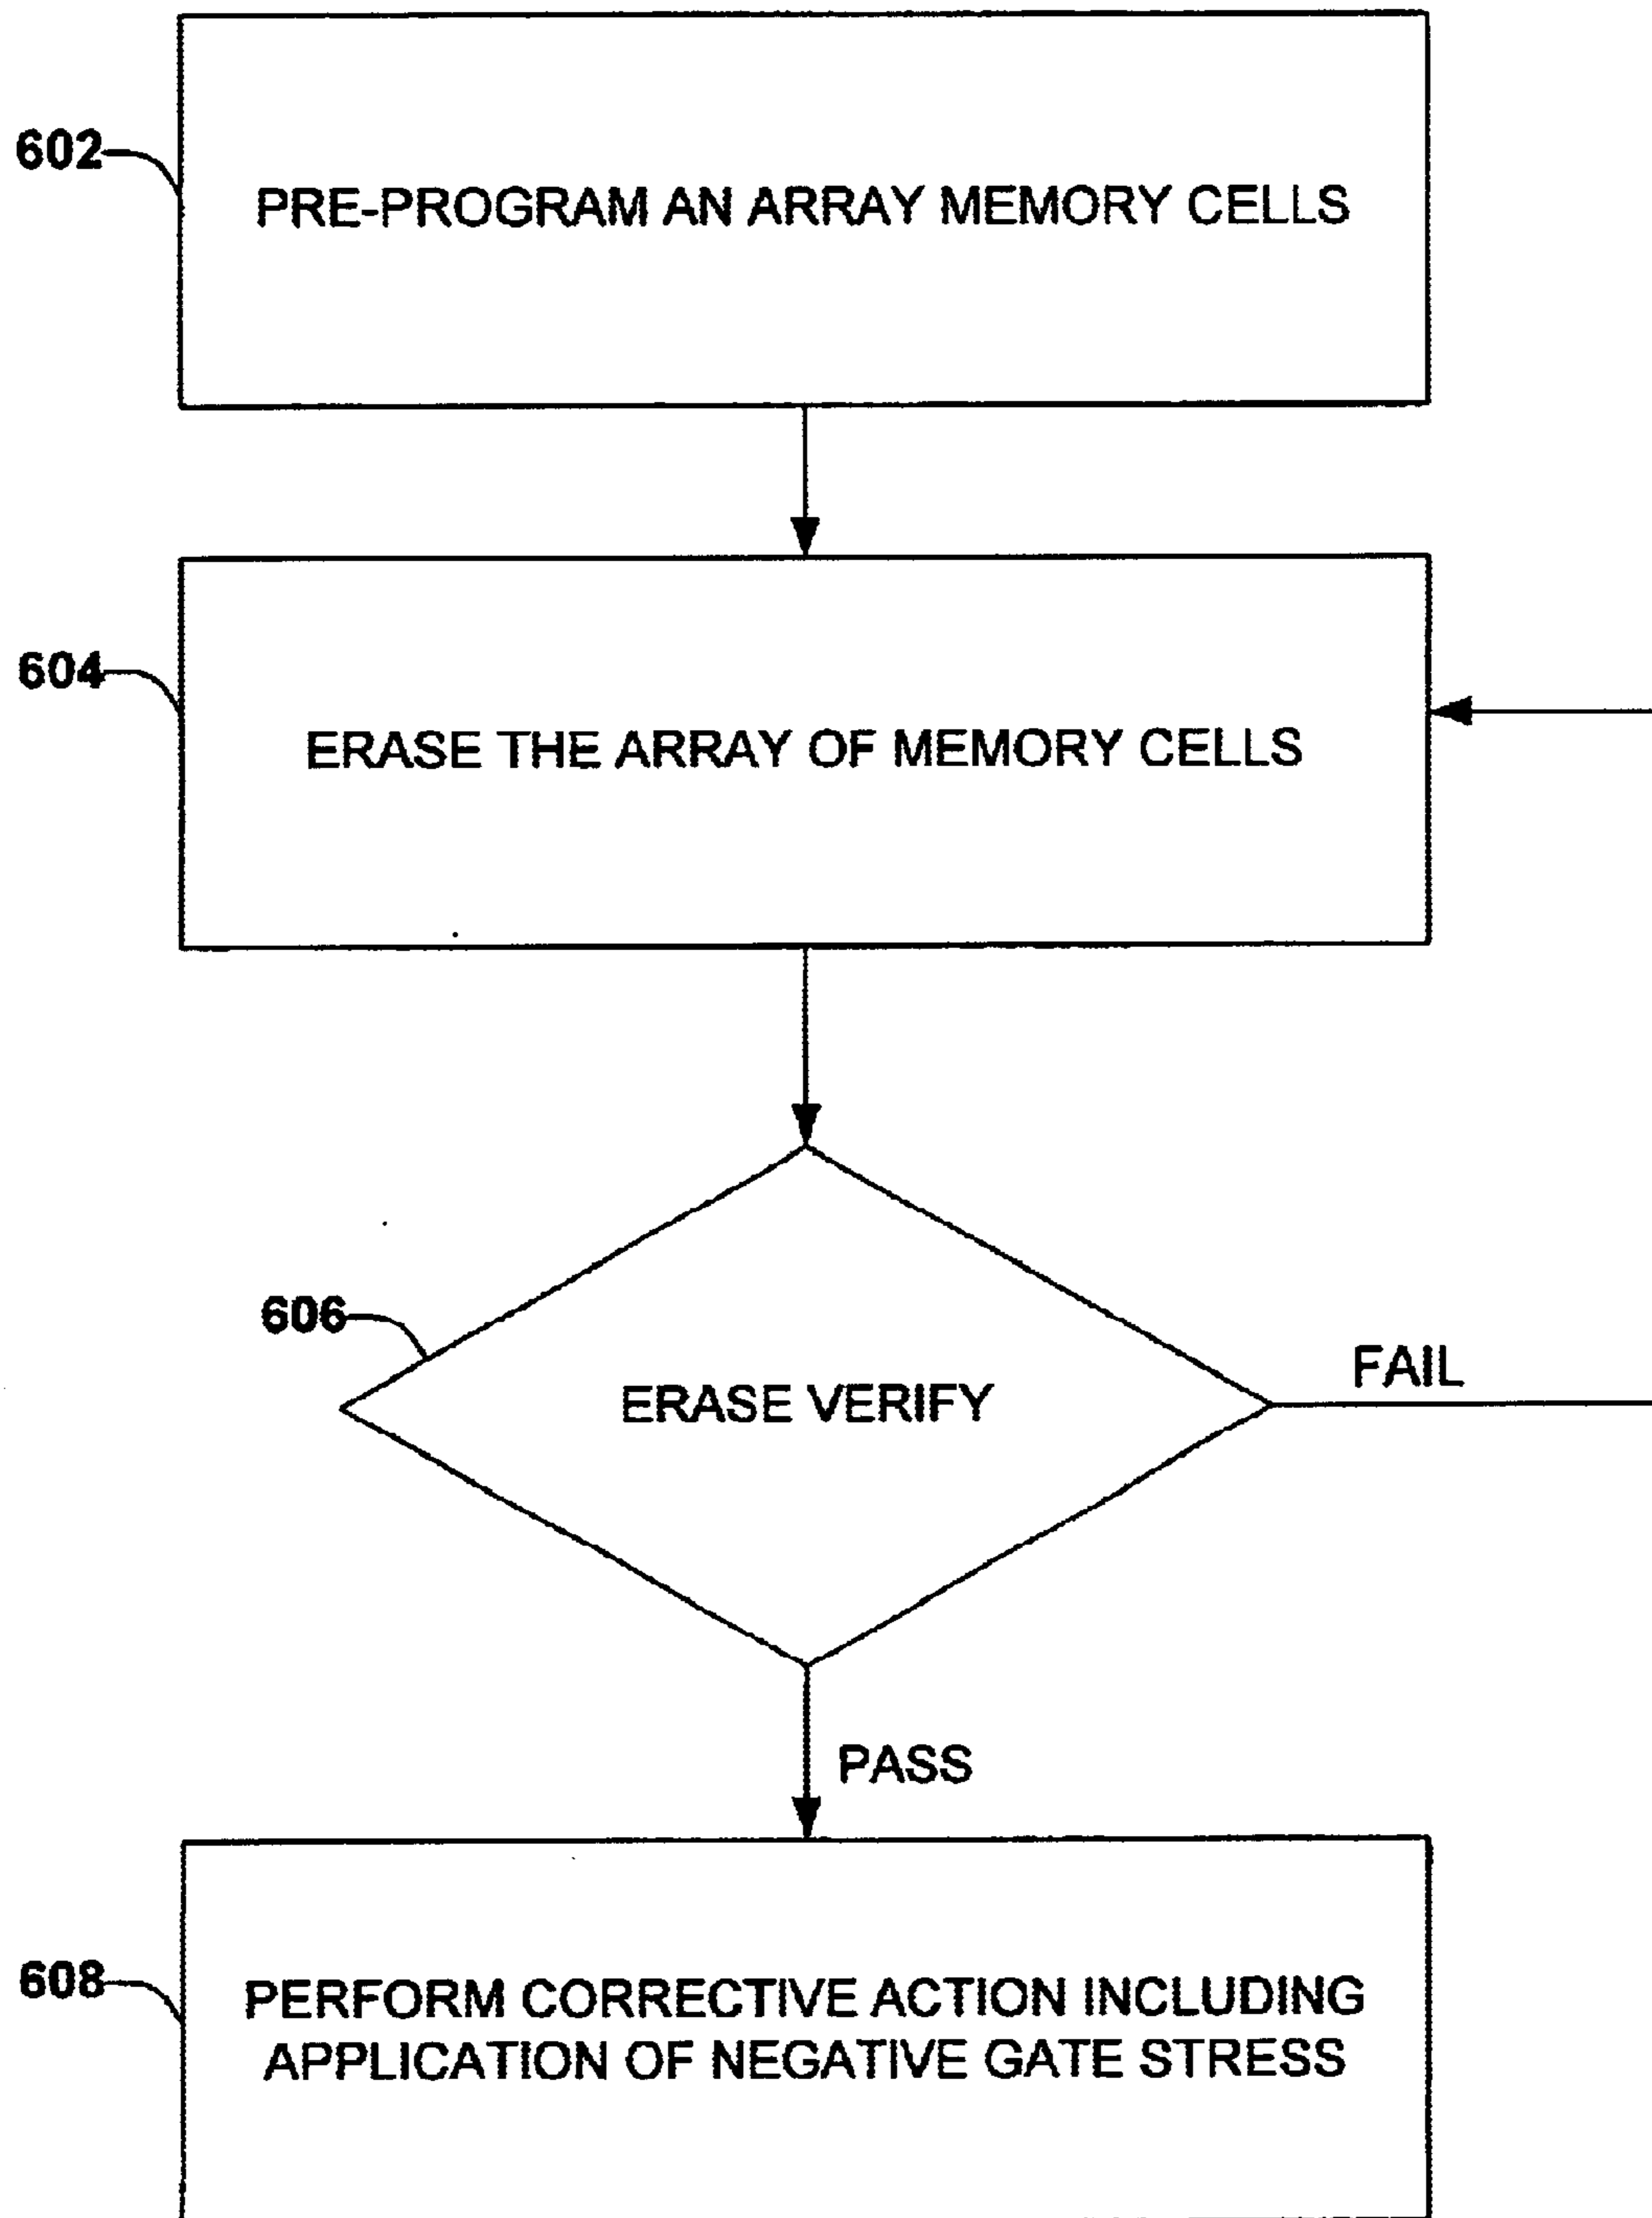 602
PRE-PROGRAM AN ARRAY MEMORY CELLS
604
ERASE THE ARRAY OF MEMORY CELLS
606
ERASE VERIFY
FAIL
PASS
608
PERFORM CORRECTIVE ACTION INCLUDING
APPLICATION OF NEGATIVE GATE STRESS